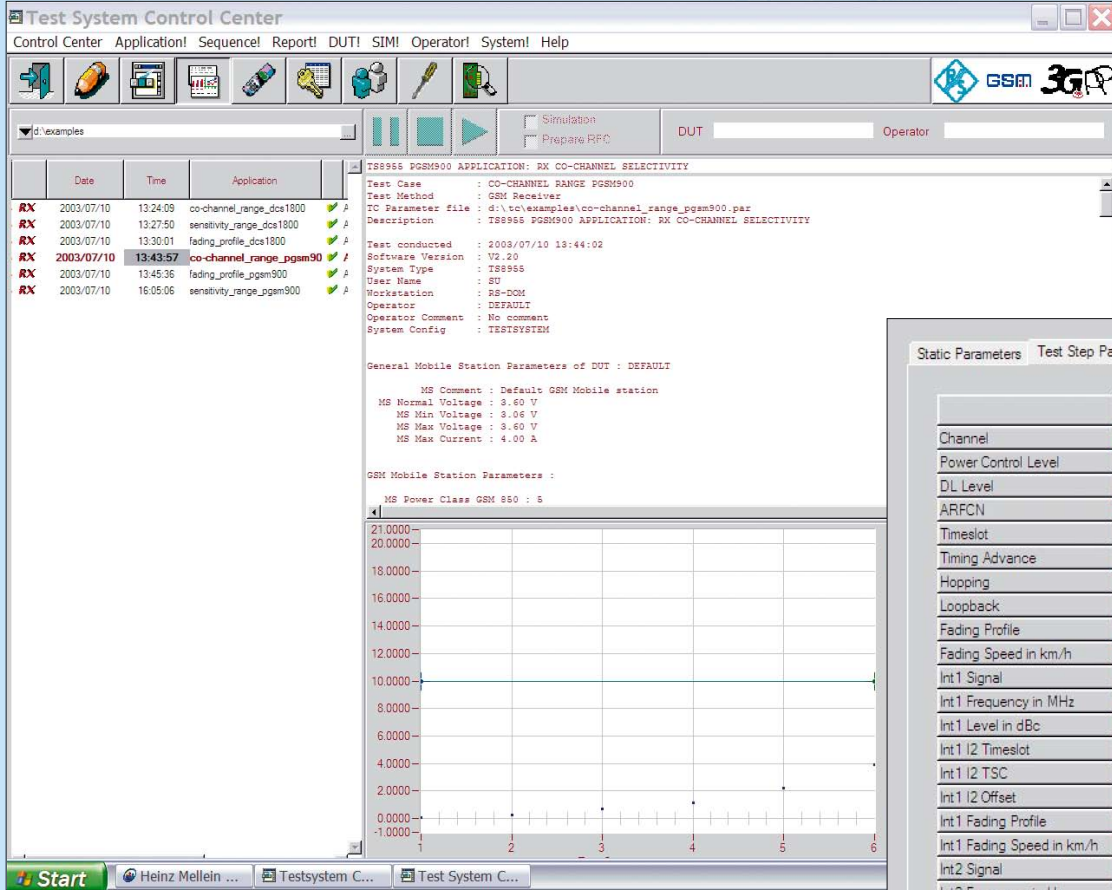 Test System Control Center
Control Center Application! Sequence! Report! DUT! SIM! Operator! System! Help
R&S GSM 3G
d:\examples ... Simulation Prepare RFC DUT Operator
Date Time Application
RX 2003/07/10 13:24:09 co-channel_range_dcs1800 A
RX 2003/07/10 13:27:50 sensitivity_range_dcs1800 A
RX 2003/07/10 13:30:01 fading_profile_dcs1800 A
RX 2003/07/10 13:43:57 co-channel_range_pgsm90 A
RX 2003/07/10 13:45:36 fading_profile_pgsm900 A
RX 2003/07/10 16:05:06 sensitivity_range_pgsm900 A
TS8955 PGSM900 APPLICATION: RX CO-CHANNEL SELECTIVITY
Test Case : CO-CHANNEL RANGE PGSM900
Test Method : GSM Receiver
TC Parameter file : d:\tc\examples\co-channel_range_pgsm900.par
Description : TS8955 PGSM900 APPLICATION: RX CO-CHANNEL SELECTIVITY
Test conducted : 2003/07/10 13:44:02
Software Version : V2.20
System Type : TS8955
User Name : SU
Workstation : RS-DOM
Operator : DEFAULT
Operator Comment : No comment
System Config : TESTSYSTEM
General Mobile Station Parameters of DUT : DEFAULT
MS Comment : Default GSM Mobile station
MS Normal Voltage : 3.60 V
MS Min Voltage : 3.06 V
MS Max Voltage : 3.60 V
MS Max Current : 4.00 A
GSM Mobile Station Parameters :
MS Power Class GSM 850 : 5
21.0000
20.0000
18.0000
16.0000
14.0000
12.0000
10.0000
8.0000
6.0000
4.0000
2.0000
0.0000
-1.0000
1 2 3 4 5 6
Static Parameters Test Step Pa
Channel
Power Control Level
DL Level
ARFCN
Timeslot
Timing Advance
Hopping
Loopback
Fading Profile
Fading Speed in km/h
Int1 Signal
Int1 Frequency in MHz
Int1 Level in dBc
Int1 I2 Timeslot
Int1 I2 TSC
Int1 I2 Offset
Int1 Fading Profile
Int1 Fading Speed in km/h
Int2 Signal
Start Heinz Mellein ... Testsystem C... Test System C...